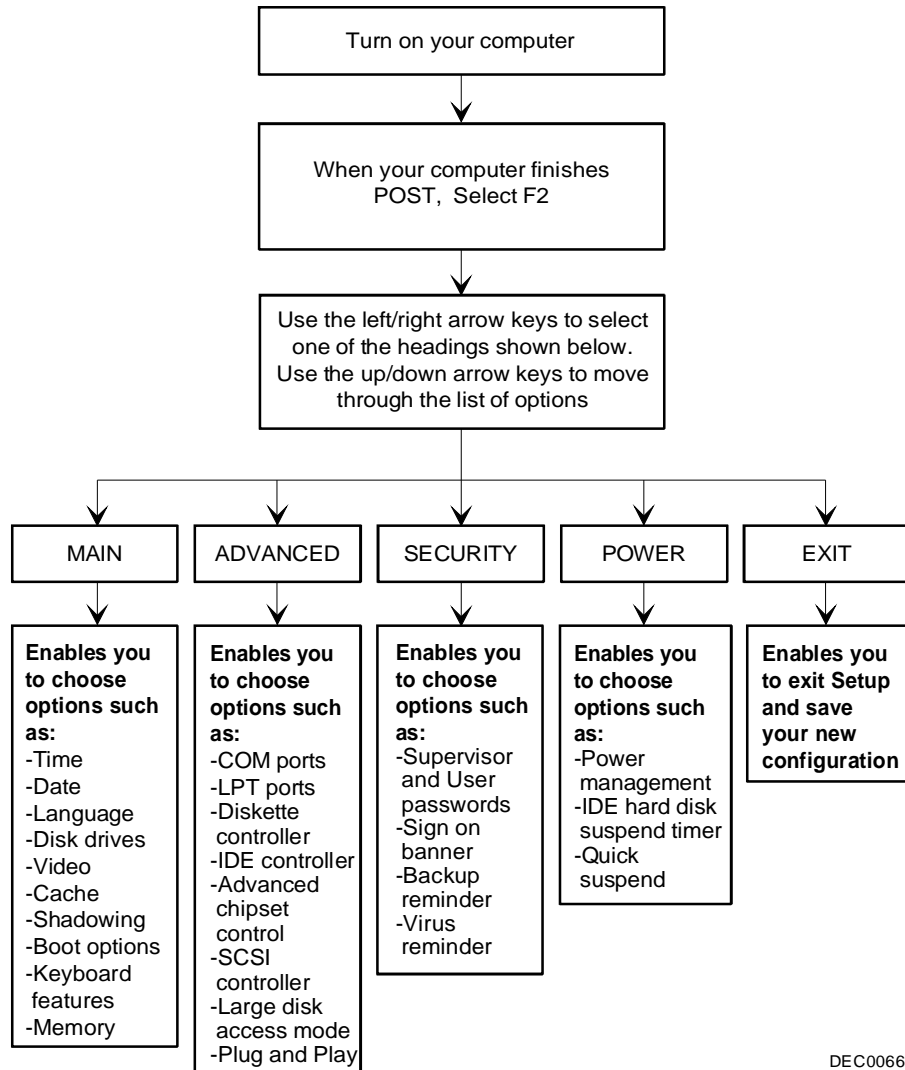 Turn on your computer
When your computer finishes
POST, Select F2
Use the left/right arrow keys to select
one of the headings shown below.
Use the up/down arrow keys to move
through the list of options
MAIN
ADVANCED
SECURITY
POWER
EXIT
Enables you
to choose
options such
as:
-Time
-Date
-Language
-Disk drives
-Video
-Cache
-Shadowing
-Boot options
-Keyboard
features
-Memory
Enables you
to choose
options such
as:
-COM ports
-LPT ports
-Diskette
controller
-IDE controller
-Advanced
chipset
control
-SCSI
controller
-Large disk
access mode
-Plug and Play
Enables you
to choose
options such as:
-Supervisor
and User
passwords
-Sign on
banner
-Backup
reminder
-Virus
reminder
Enables you
to choose
options such
as:
-Power
management
-IDE hard disk
suspend timer
-Quick
suspend
Enables you
to exit Setup
and save
your new
configuration
DEC0066